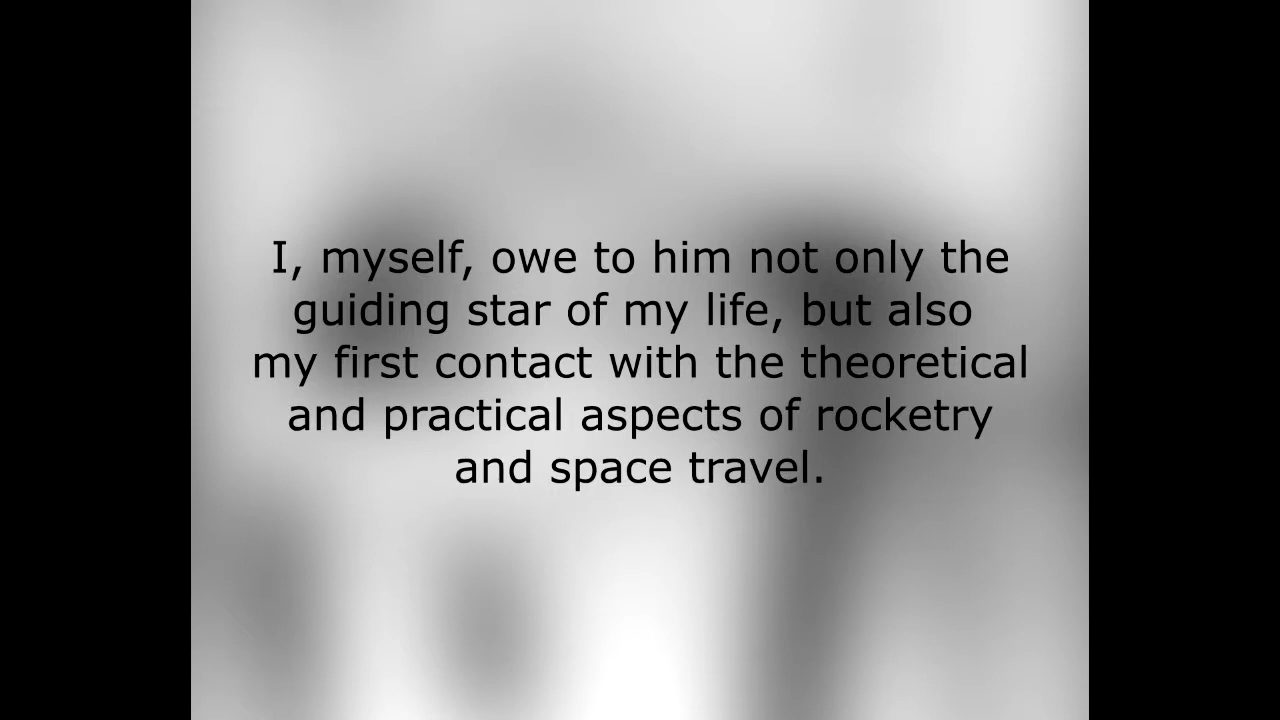 I, myself, owe to him not only the
guiding star of my life, but also
my first contact with the theoretical
and practical aspects of rocketry
and space travel.